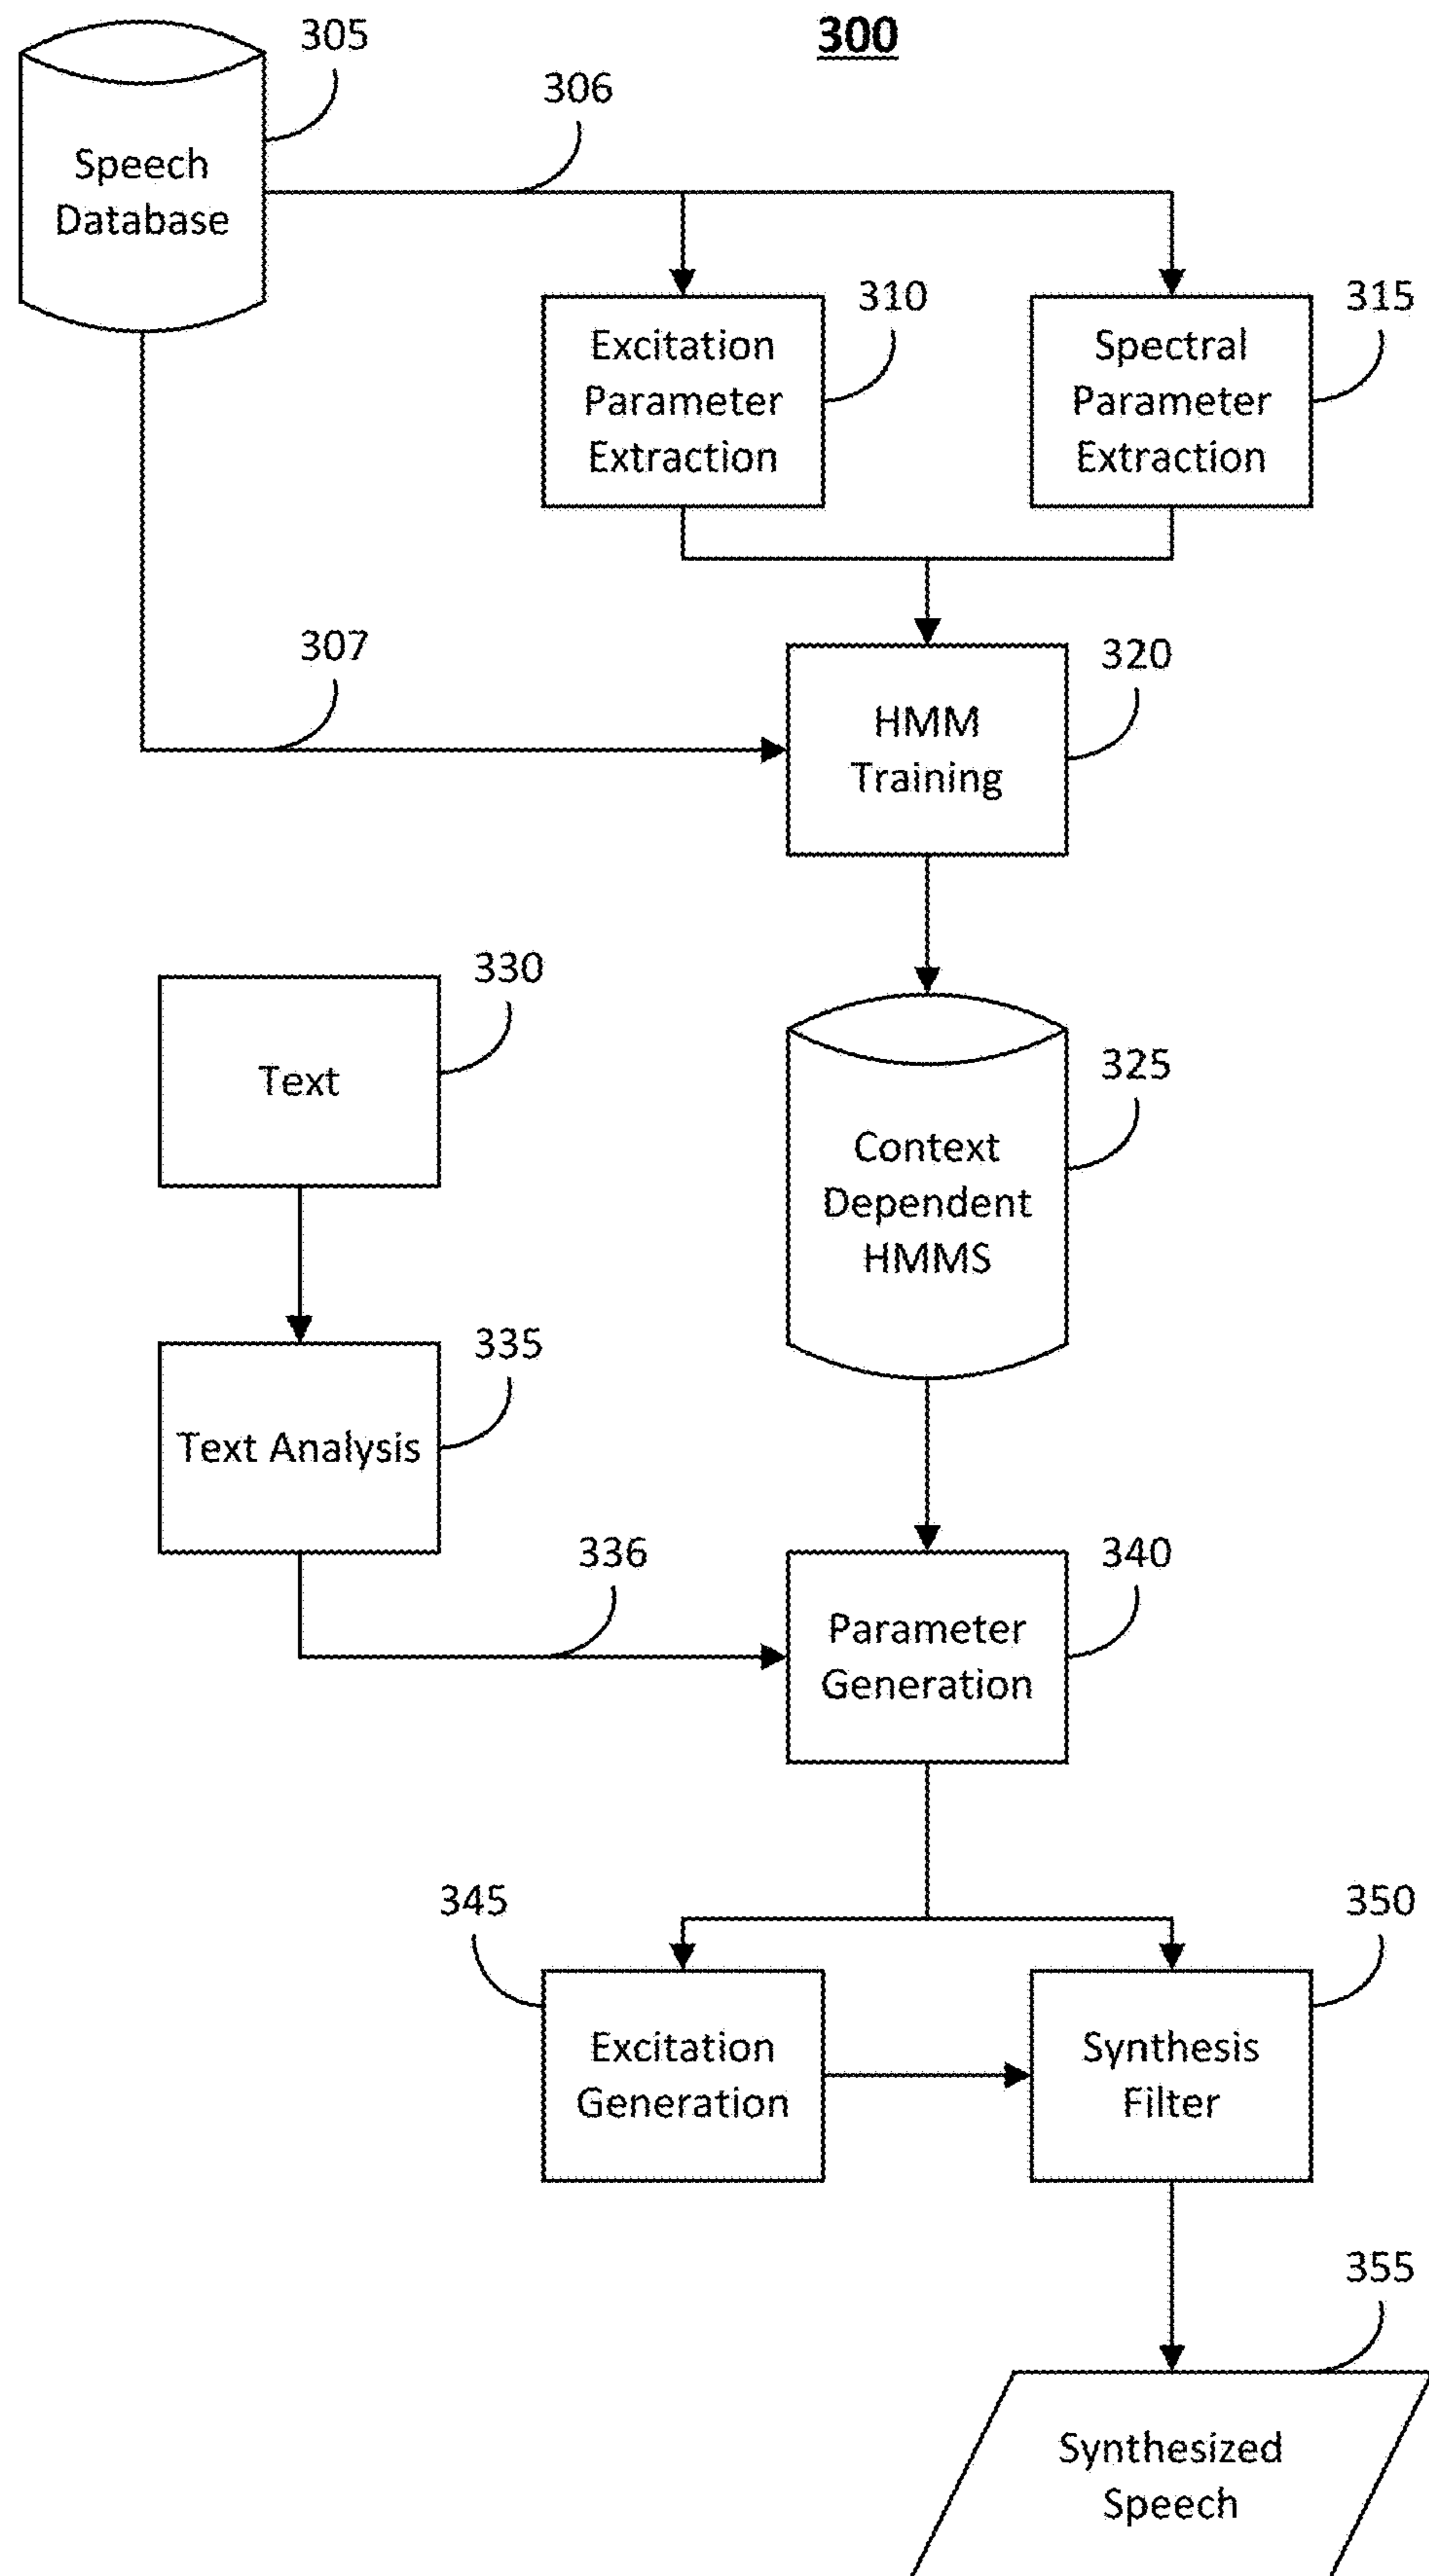 300
305
306
Speech
Database
310
315
Excitation
Parameter
Extraction
Spectral
Parameter
Extraction
307
320
HMM
Training
330
Text
325
Context
Dependent
HMMS
335
Text Analysis
336
340
Parameter
Generation
345
350
Excitation
Generation
Synthesis
Filter
355
Synthesized
Speech